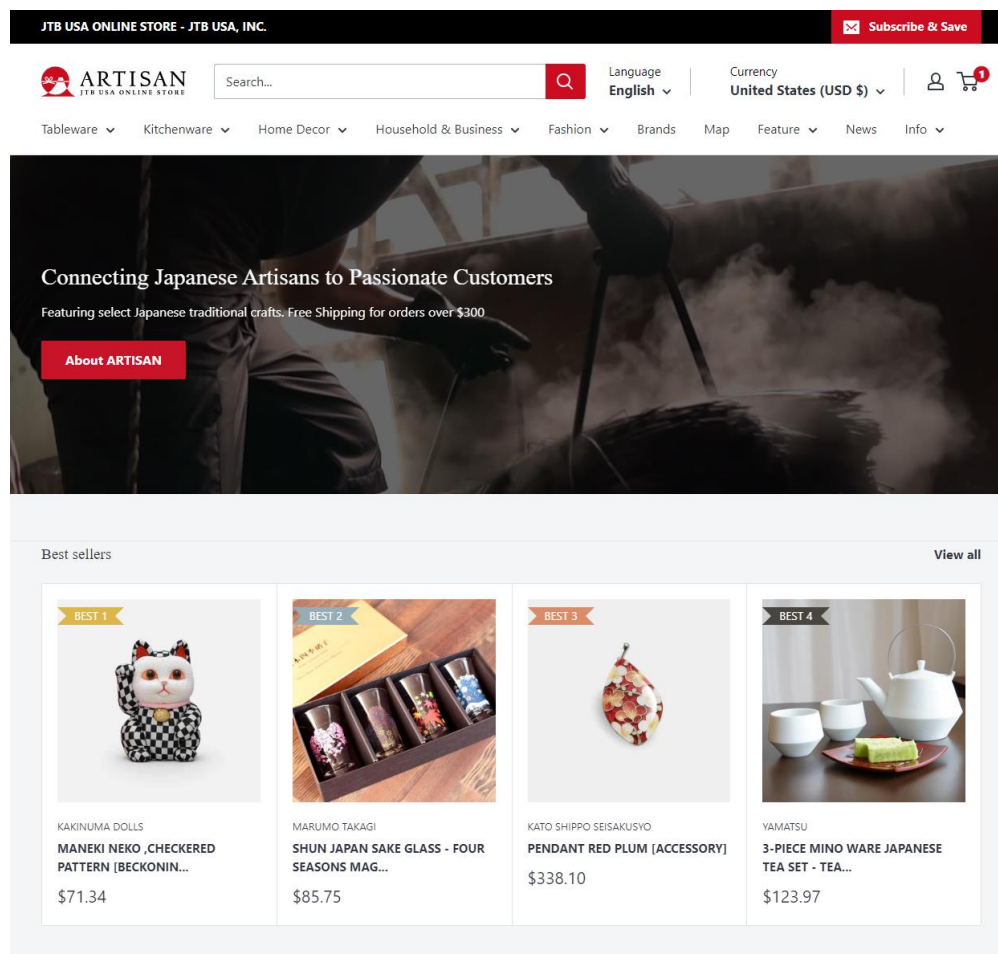 JTB USA ONLINE STORE - JTB USA, INC.
Subscribe & Save
ARTISAN
JTB USA ONLINE STORE
Search...
Language
English
Currency
United States (USD $)
1
Tableware
Kitchenware
Home Decor
Household & Business
Fashion
Brands
Map
Feature
News
Info
Connecting Japanese Artisans to Passionate Customers
Featuring select Japanese traditional crafts. Free Shipping for orders over $300
About ARTISAN
Best sellers
View all
BEST 1
KAKINUMA DOLLS
MANEKI NEKO ,CHECKERED
PATTERN [BECKONIN...
$71.34
BEST 2
MARUMO TAKAGI
SHUN JAPAN SAKE GLASS - FOUR
SEASONS MAG...
$85.75
BEST 3
KATO SHIPPO SEISAKUSYO
PENDANT RED PLUM [ACCESSORY]
$338.10
BEST 4
YAMATSU
3-PIECE MINO WARE JAPANESE
TEA SET - TEA...
$123.97